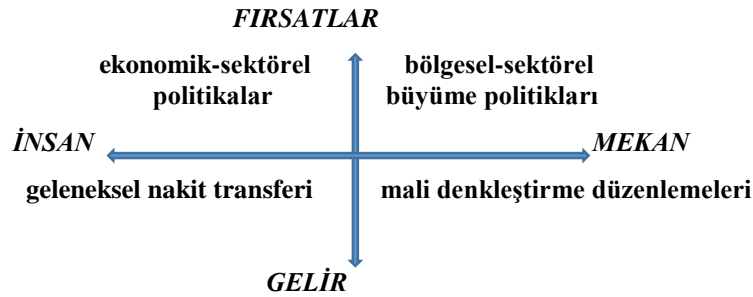 FIRSATLAR
ekonomik-sektörel
politikalar
bölgesel-sektörel
büyüme politikları
İNSAN
MEKAN
geleneksel nakit transferi
mali denkleştirme düzenlemeleri
GELİR